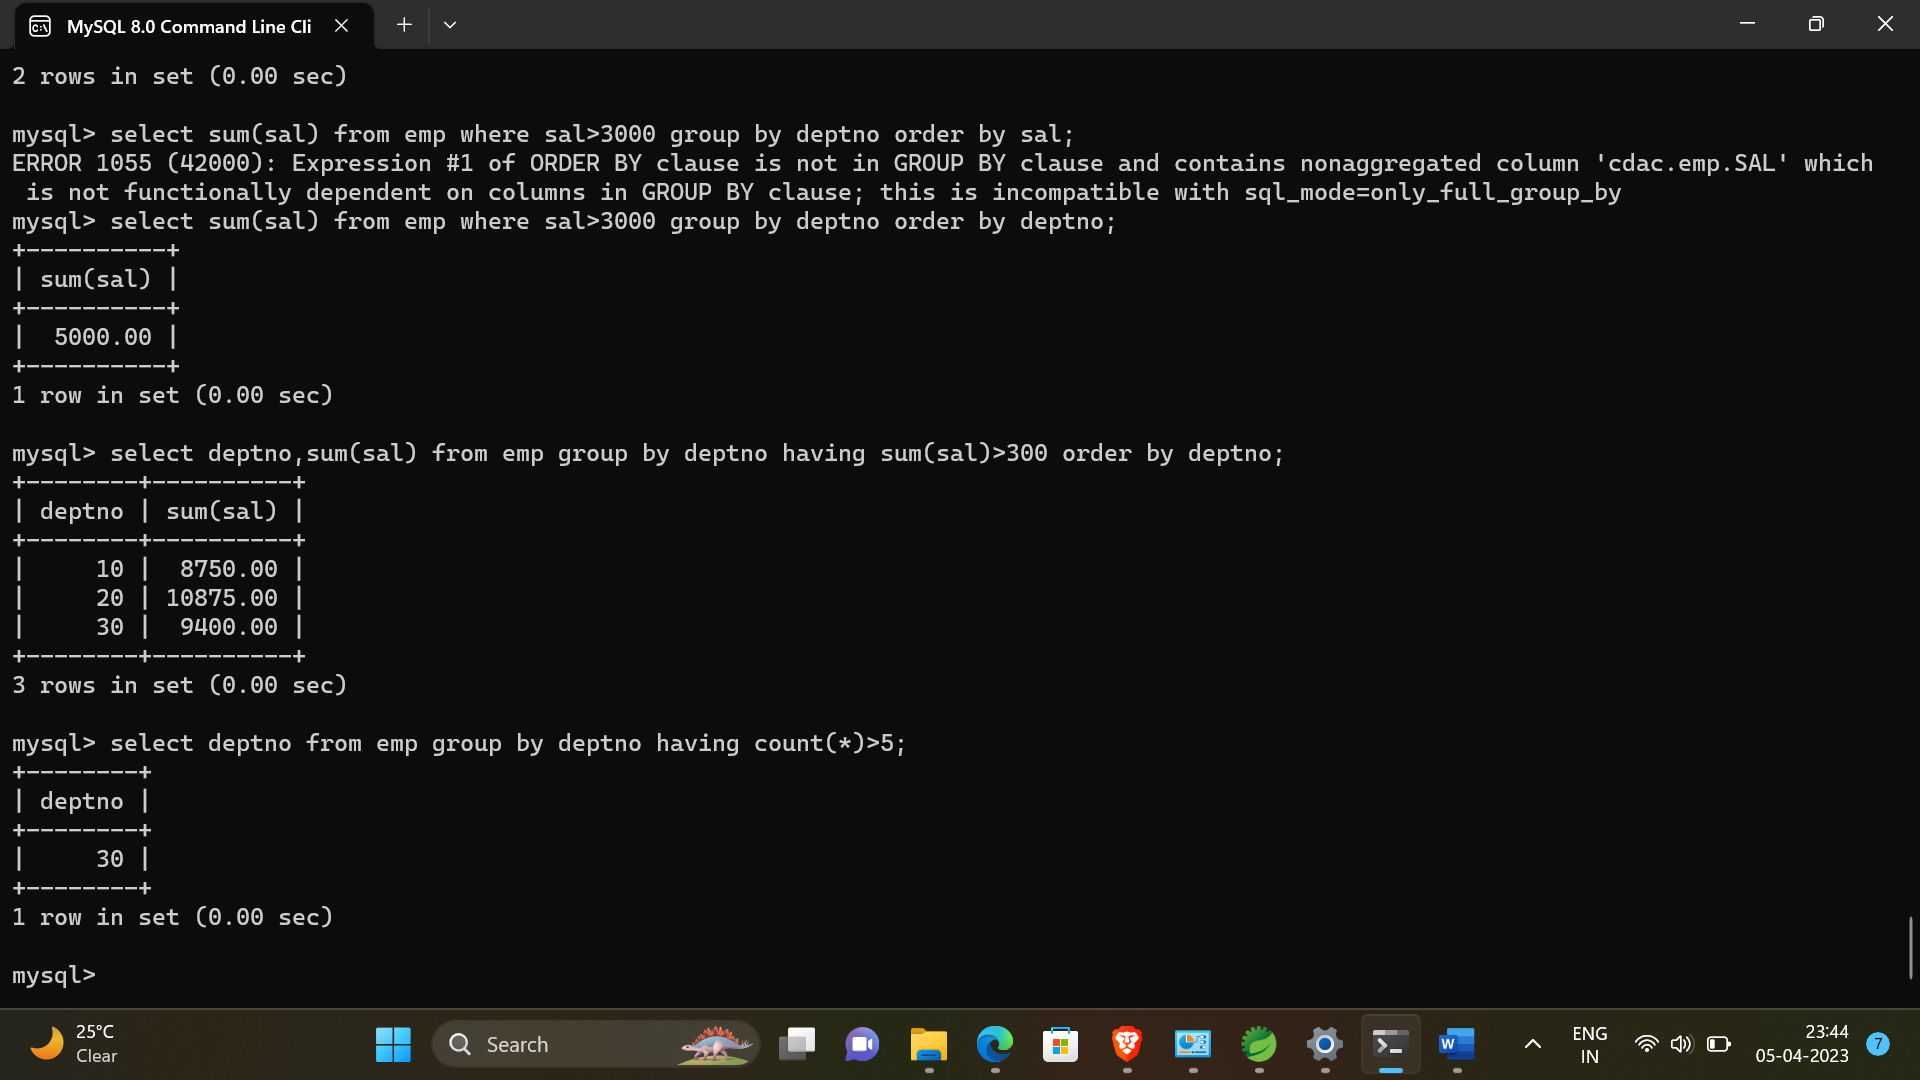 MySQL 8.0 Command Line Cli
2 rows in set (0.00 sec)
mysql> select sum(sal) from emp where sal>3000 group by deptno order by sal;
ERROR 1055 (42000): Expression #1 of ORDER BY clause is not in GROUP BY clause and contains nonaggregated column 'cdac.emp.SAL' which
is not functionally dependent on columns in GROUP BY clause; this is incompatible with sql_mode=only_full_group_by
mysql> select sum(sal) from emp where sal>3000 group by deptno order by deptno;
+----------+
| sum(sal) |
+----------+
|  5000.00 |
+----------+
1 row in set (0.00 sec)
mysql> select deptno,sum(sal) from emp group by deptno having sum(sal)>300 order by deptno;
+--------+----------+
| deptno | sum(sal) |
+--------+----------+
|     10 |  8750.00 |
|     20 | 10875.00 |
|     30 |  9400.00 |
+--------+----------+
3 rows in set (0.00 sec)
mysql> select deptno from emp group by deptno having count(*)>5;
+--------+
| deptno |
+--------+
|     30 |
+--------+
1 row in set (0.00 sec)
mysql>
25°C
Clear
Search
ENG
IN
23:44
05-04-2023
7